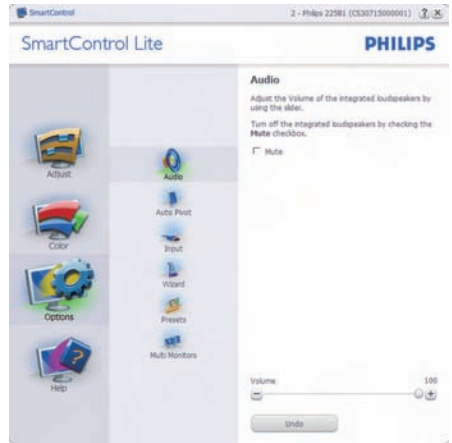 SmartControl
2 - Philips 225B1 (CS30715000001)
SmartControl Lite
PHILIPS
Adjust
Color
Options
Help
Audio
Auto Pivot
Input
Wizard
Presets
Multi Monitors
Audio
Adjust the Volume of the integrated loudspeakers by
using the slider.
Turn off the integrated loudspeakers by checking the
Mute checkbox.
Mute
Volume
100
Undo